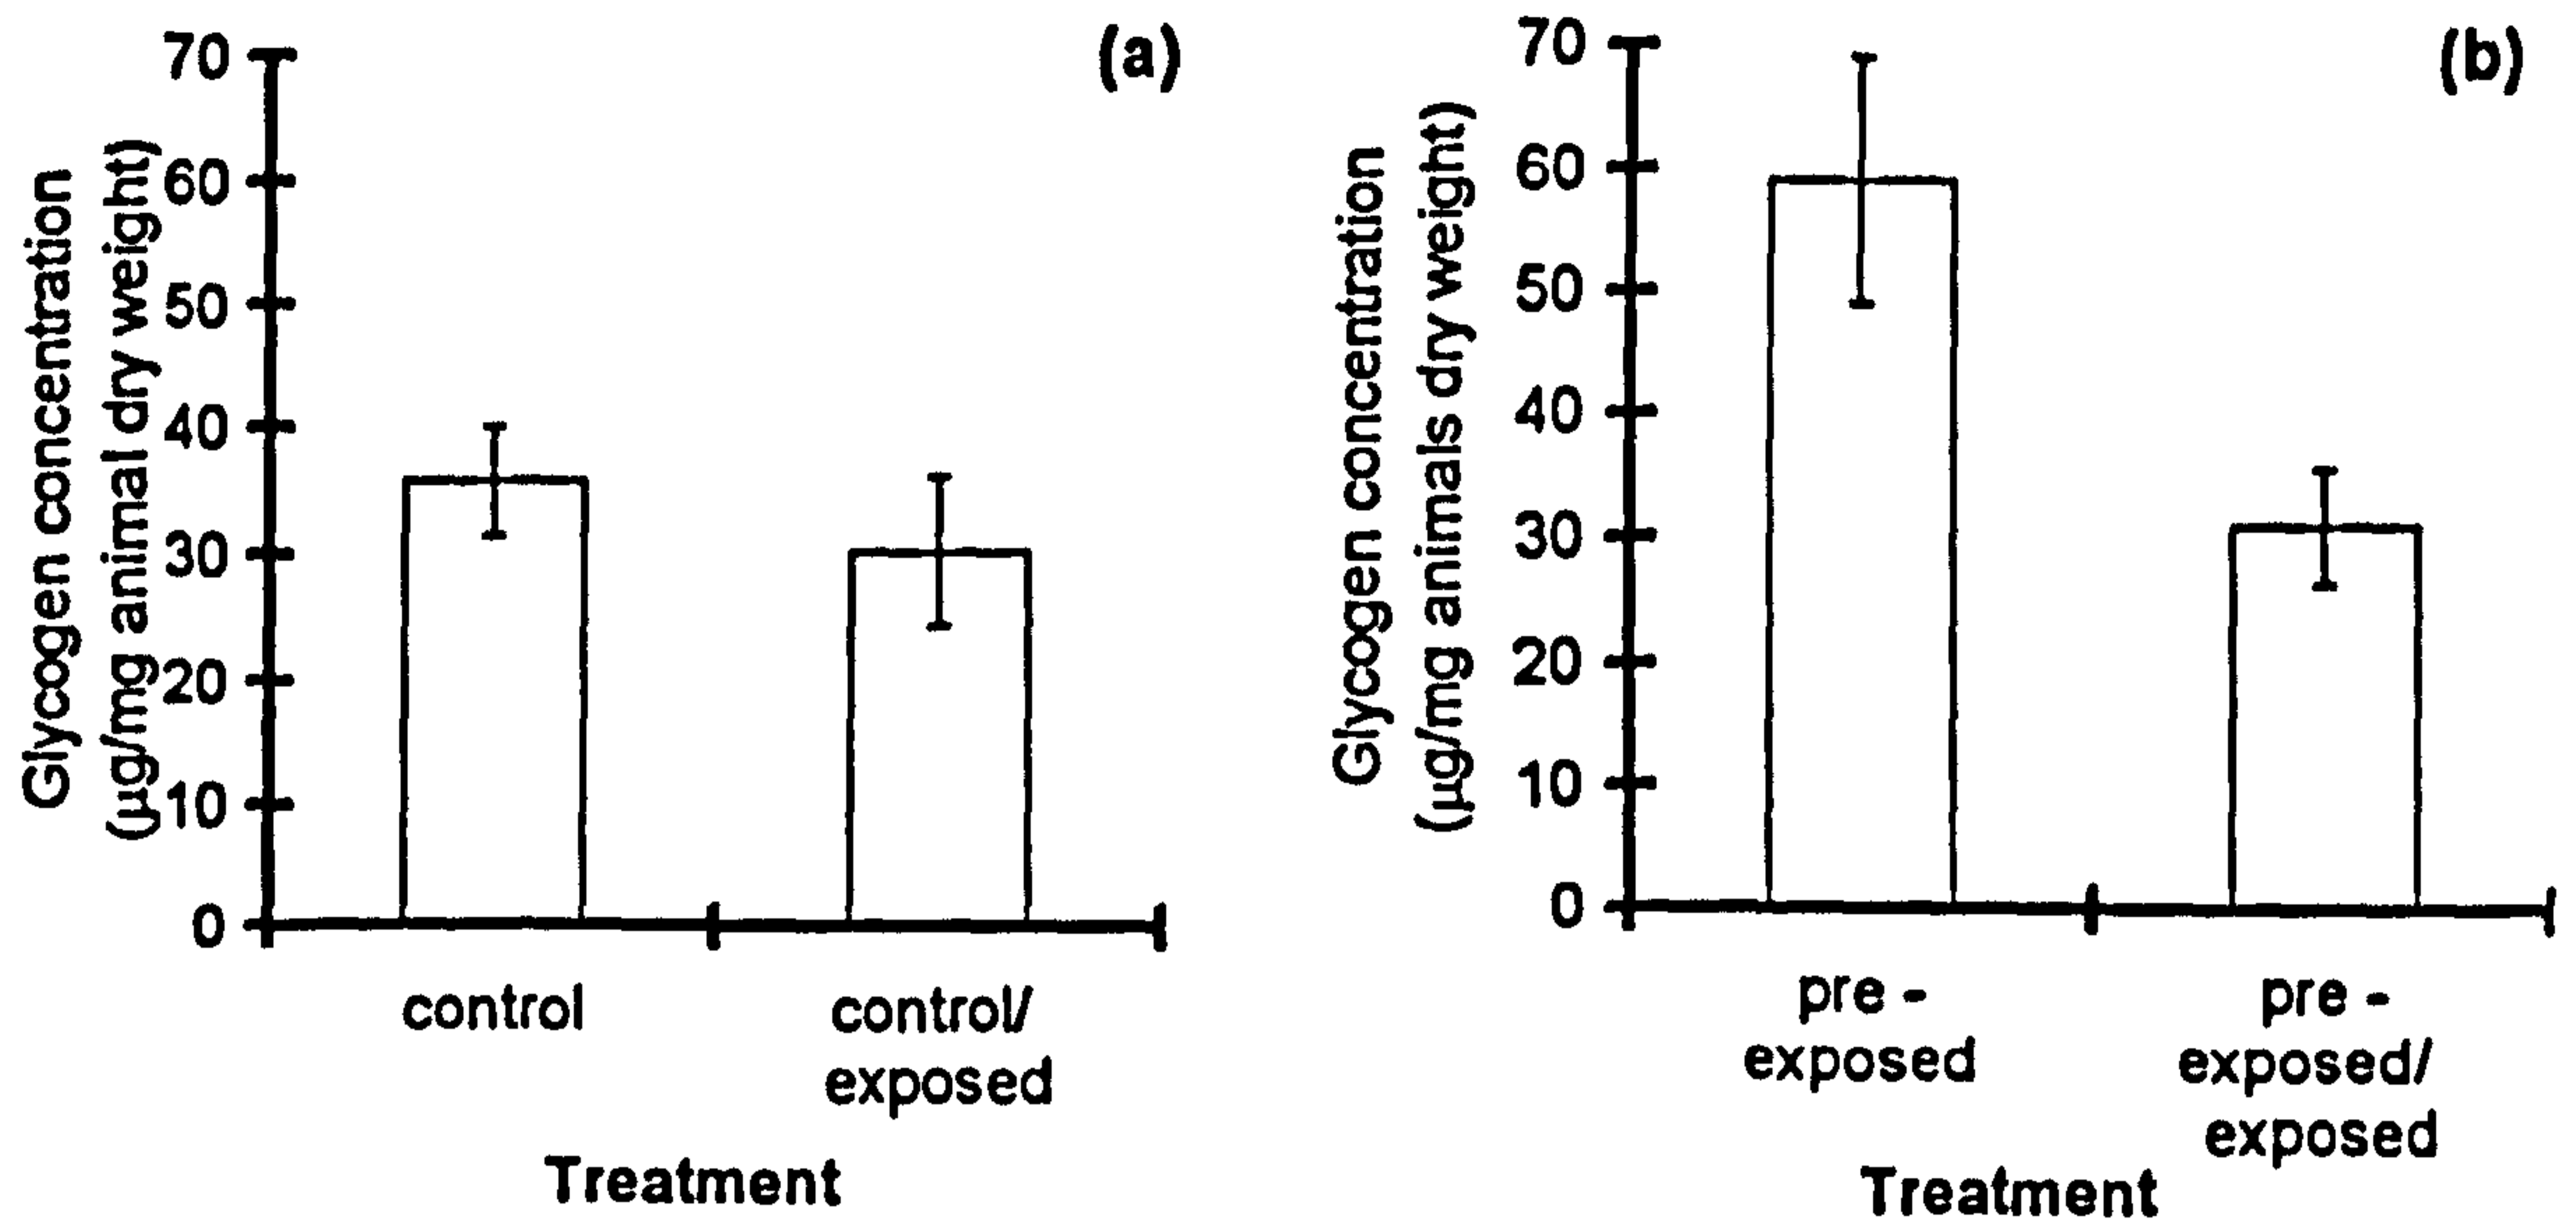 (a)
Glycogen concentration
(µg/mg animal dry weight)
70
60
50
40
30
20
10
0
control
control/
exposed
Treatment
(b)
Glycogen concentration
(µg/mg animals dry weight)
70
60
50
40
30
20
10
0
pre -
exposed
pre -
exposed/
exposed
Treatment